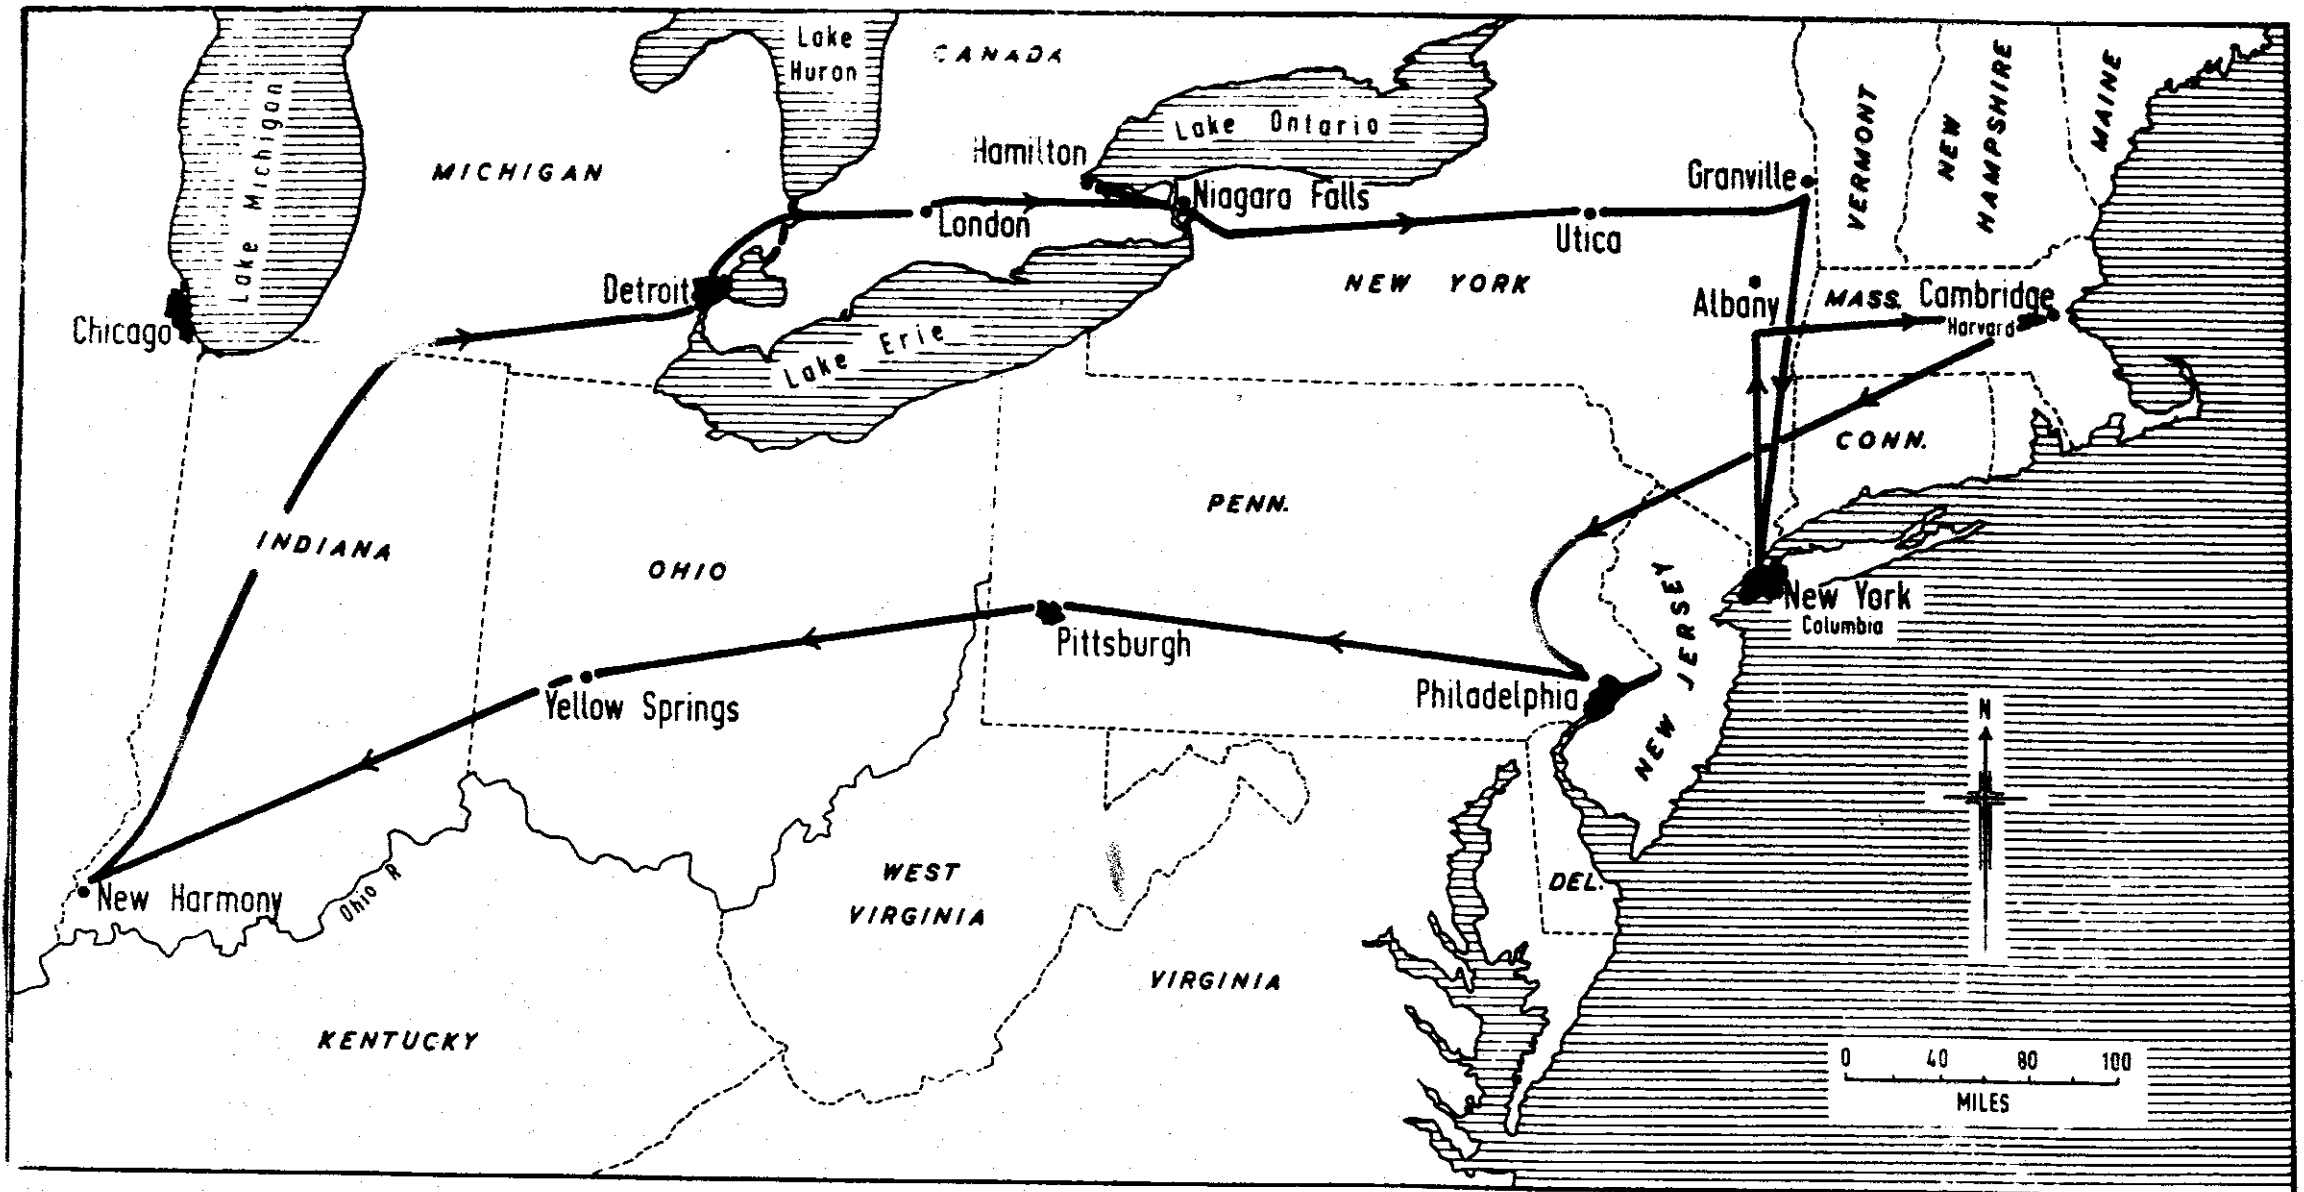 Lake
Huron
CANADA
Lake Michigan
MICHIGAN
Lake Ontario
Hamilton
Niagara Falls
London
Granville
Utica
VERMONT
NEW
HAMPSHIRE
MAINE
Detroit
Chicago
Lake Erie
NEW YORK
Albany
MASS.
Cambridge
Harvard
CONN.
PENN.
INDIANA
OHIO
NEW JERSEY
New York
Columbia
Pittsburgh
Philadelphia
Yellow Springs
N
New Harmony
Ohio R
WEST
VIRGINIA
DEL.
VIRGINIA
KENTUCKY
0 40 80 100
MILES